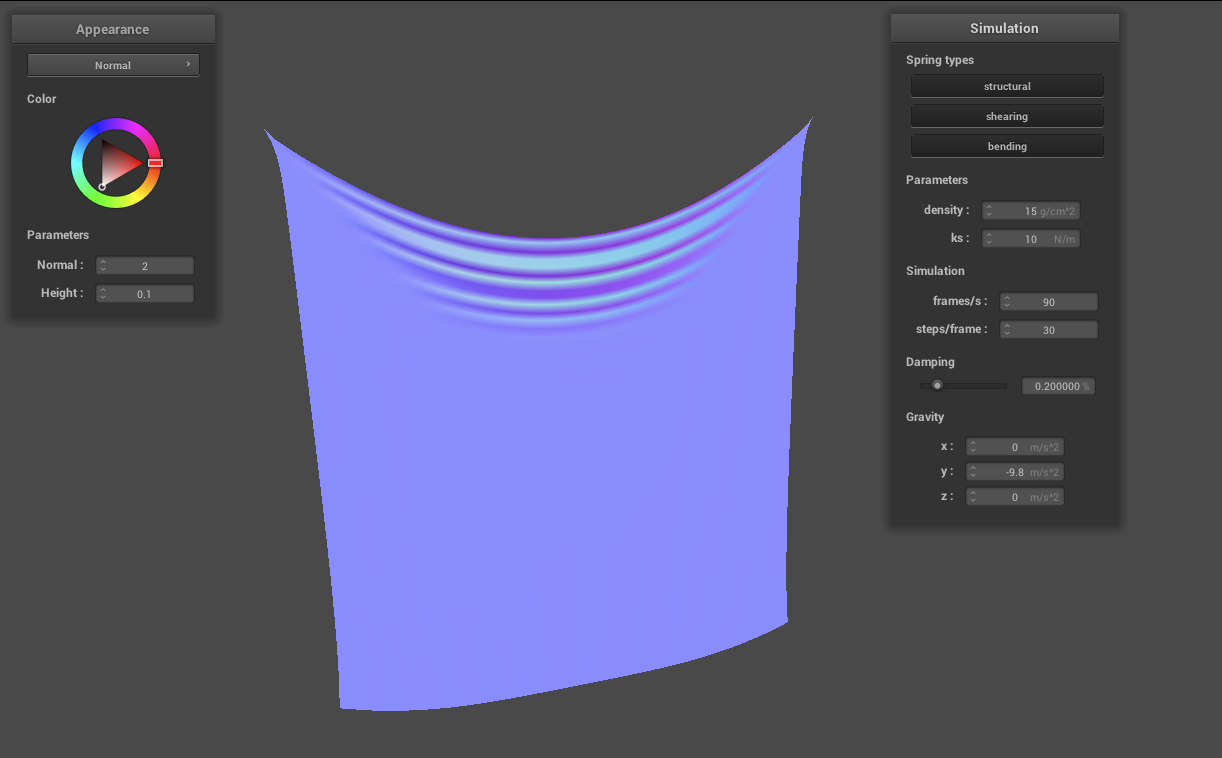 Appearance
Normal ›
Color
Parameters
Normal : 2
Height : 0.1
Simulation
Spring types
structural
shearing
bending
Parameters
density : 15 g/cm^2
ks : 10 N/m
Simulation
frames/s : 90
steps/frame : 30
Damping
0.200000 %
Gravity
x : 0 m/s^2
y : -9.8 m/s^2
z : 0 m/s^2